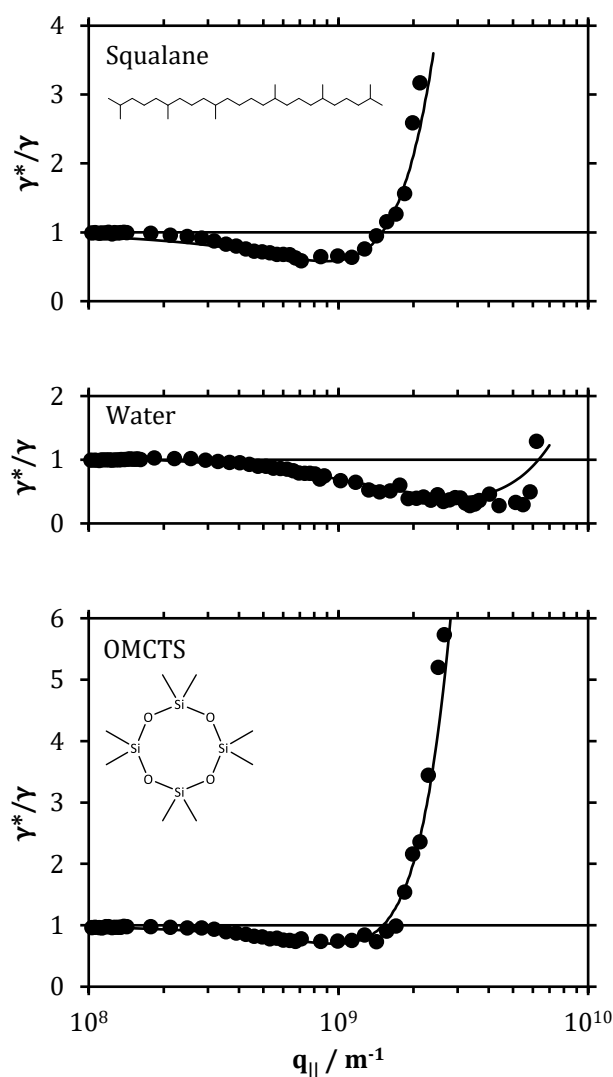 4
Squalane
3
γ*/γ
2
1
0
2
Water
γ*/γ
1
0
6
OMCTS
5
Si
O O
4
Si Si
O O
Si
3
γ*/γ
2
1
0
10⁸ 10⁹ 10¹⁰
q|| / m⁻¹